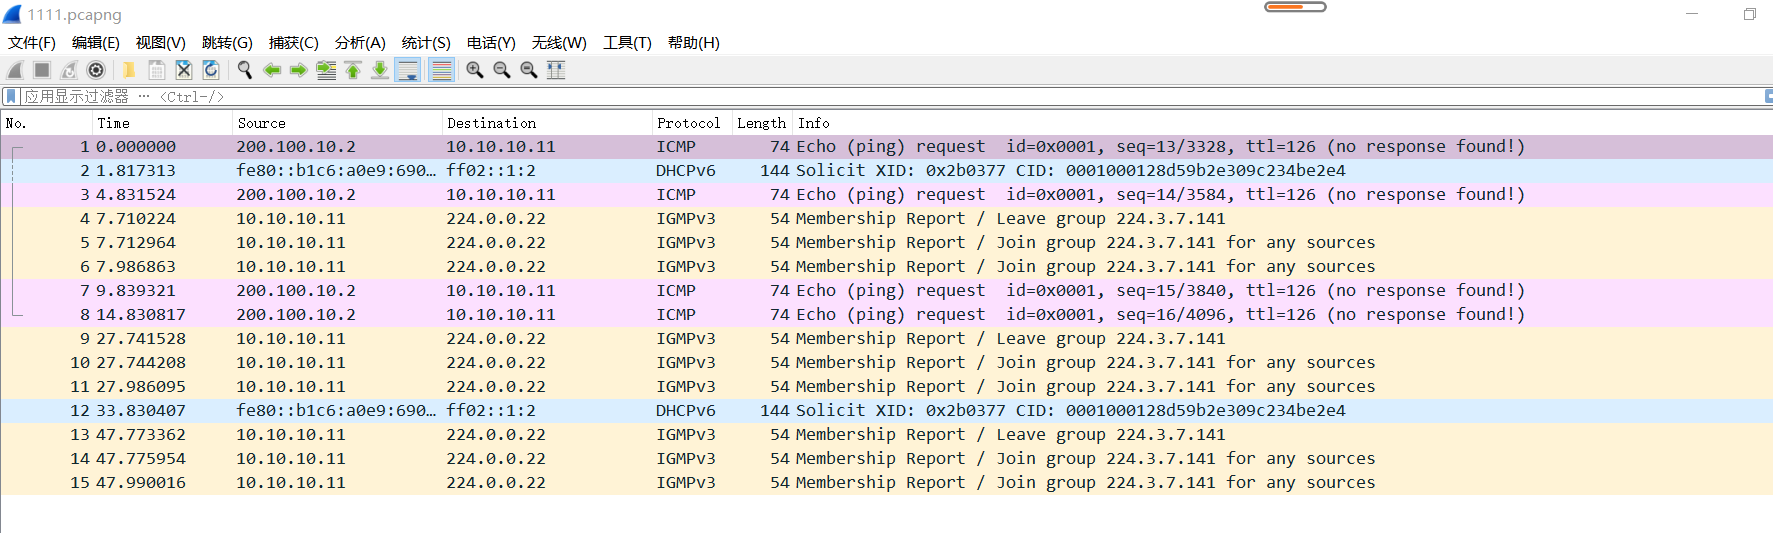 1111.pcapng
文件(F) 编辑(E) 视图(V) 跳转(G) 捕获(C) 分析(A) 统计(S) 电话(Y) 无线(W) 工具(T) 帮助(H)
应用显示过滤器 … <Ctrl-/>
No. Time Source Destination Protocol Length Info
1 0.000000 200.100.10.2 10.10.10.11 ICMP 74 Echo (ping) request id=0x0001, seq=13/3328, ttl=126 (no response found!)
2 1.817313 fe80::b1c6:a0e9:690… ff02::1:2 DHCPv6 144 Solicit XID: 0x2b0377 CID: 0001000128d59b2e309c234be2e4
3 4.831524 200.100.10.2 10.10.10.11 ICMP 74 Echo (ping) request id=0x0001, seq=14/3584, ttl=126 (no response found!)
4 7.710224 10.10.10.11 224.0.0.22 IGMPv3 54 Membership Report / Leave group 224.3.7.141
5 7.712964 10.10.10.11 224.0.0.22 IGMPv3 54 Membership Report / Join group 224.3.7.141 for any sources
6 7.986863 10.10.10.11 224.0.0.22 IGMPv3 54 Membership Report / Join group 224.3.7.141 for any sources
7 9.839321 200.100.10.2 10.10.10.11 ICMP 74 Echo (ping) request id=0x0001, seq=15/3840, ttl=126 (no response found!)
8 14.830817 200.100.10.2 10.10.10.11 ICMP 74 Echo (ping) request id=0x0001, seq=16/4096, ttl=126 (no response found!)
9 27.741528 10.10.10.11 224.0.0.22 IGMPv3 54 Membership Report / Leave group 224.3.7.141
10 27.744208 10.10.10.11 224.0.0.22 IGMPv3 54 Membership Report / Join group 224.3.7.141 for any sources
11 27.986095 10.10.10.11 224.0.0.22 IGMPv3 54 Membership Report / Join group 224.3.7.141 for any sources
12 33.830407 fe80::b1c6:a0e9:690… ff02::1:2 DHCPv6 144 Solicit XID: 0x2b0377 CID: 0001000128d59b2e309c234be2e4
13 47.773362 10.10.10.11 224.0.0.22 IGMPv3 54 Membership Report / Leave group 224.3.7.141
14 47.775954 10.10.10.11 224.0.0.22 IGMPv3 54 Membership Report / Join group 224.3.7.141 for any sources
15 47.990016 10.10.10.11 224.0.0.22 IGMPv3 54 Membership Report / Join group 224.3.7.141 for any sources